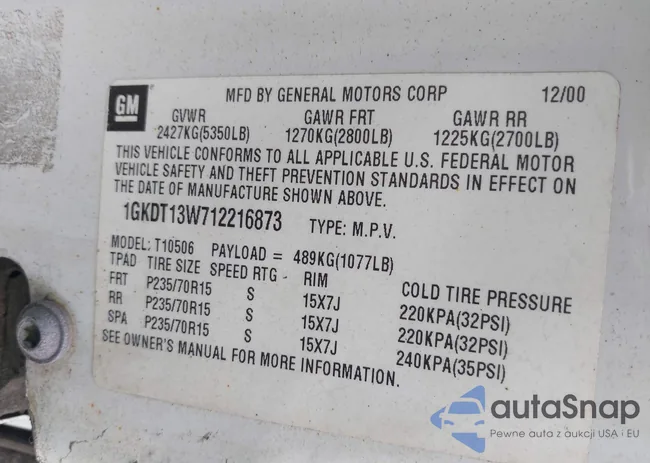 GM
MFD BY GENERAL MOTORS CORP 12/00
GVWR GAWR FRT GAWR RR
2427KG(5350LB) 1270KG(2800LB) 1225KG(2700LB)
THIS VEHICLE CONFORMS TO ALL APPLICABLE U.S. FEDERAL MOTOR
VEHICLE SAFETY AND THEFT PREVENTION STANDARDS IN EFFECT ON
THE DATE OF MANUFACTURE SHOWN ABOVE.
1GKDT13W712216873 TYPE: M.P.V.
MODEL: T10506 PAYLOAD = 489KG(1077LB)
TPAD TIRE SIZE SPEED RTG RIM COLD TIRE PRESSURE
FRT P235/70R15 S 15X7J 220KPA(32PSI)
RR P235/70R15 S 15X7J 220KPA(32PSI)
SPA P235/70R15 S 15X7J 240KPA(35PSI)
SEE OWNER'S MANUAL FOR MORE INFORMATION.
autaSnap
Pewne auta z aukcji USA i EU